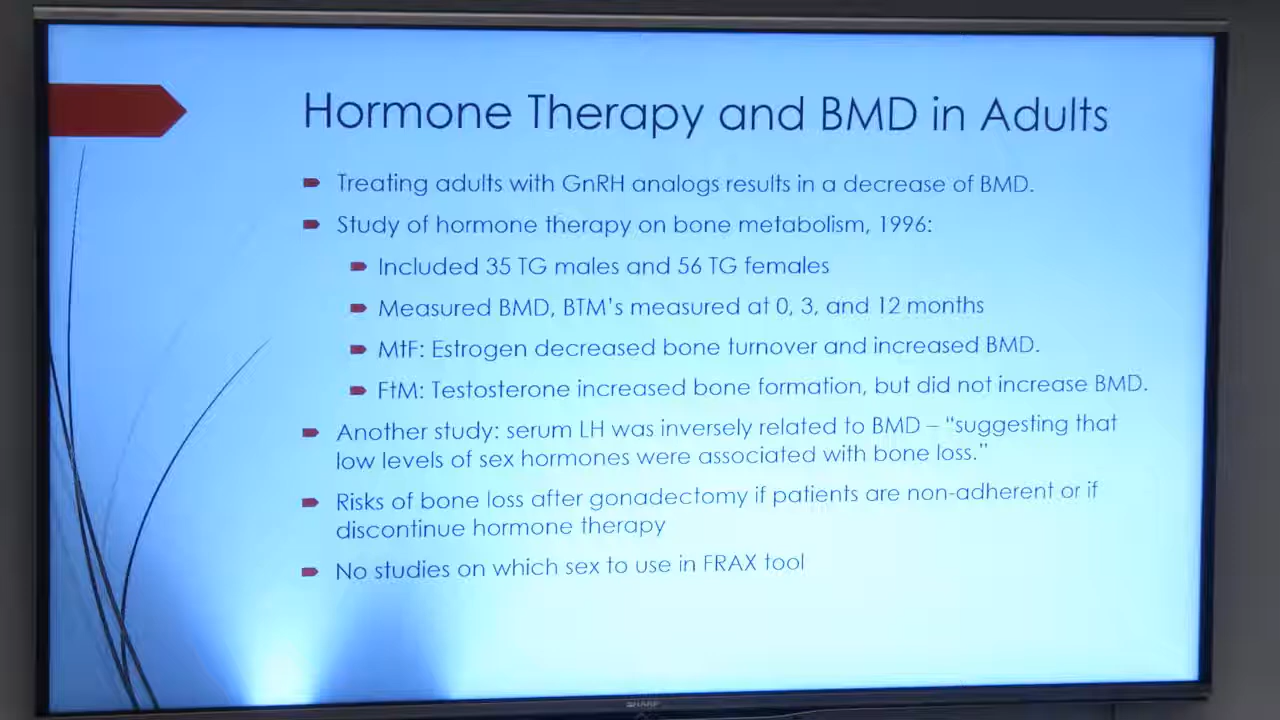 Hormone Therapy and BMD in Adults
Treating adults with GnRH analogs results in a decrease of BMD.
Study of hormone therapy on bone metabolism, 1996:
Included 35 TG males and 56 TG females
Measured BMD, BTM's measured at 0, 3, and 12 months
MtF: Estrogen decreased bone turnover and increased BMD.
FtM: Testosterone increased bone formation, but did not increase BMD.
Another study: serum LH was inversely related to BMD – “suggesting that
low levels of sex hormones were associated with bone loss.”
Risks of bone loss after gonadectomy if patients are non-adherent or if
discontinue hormone therapy
No studies on which sex to use in FRAX tool
SHARP